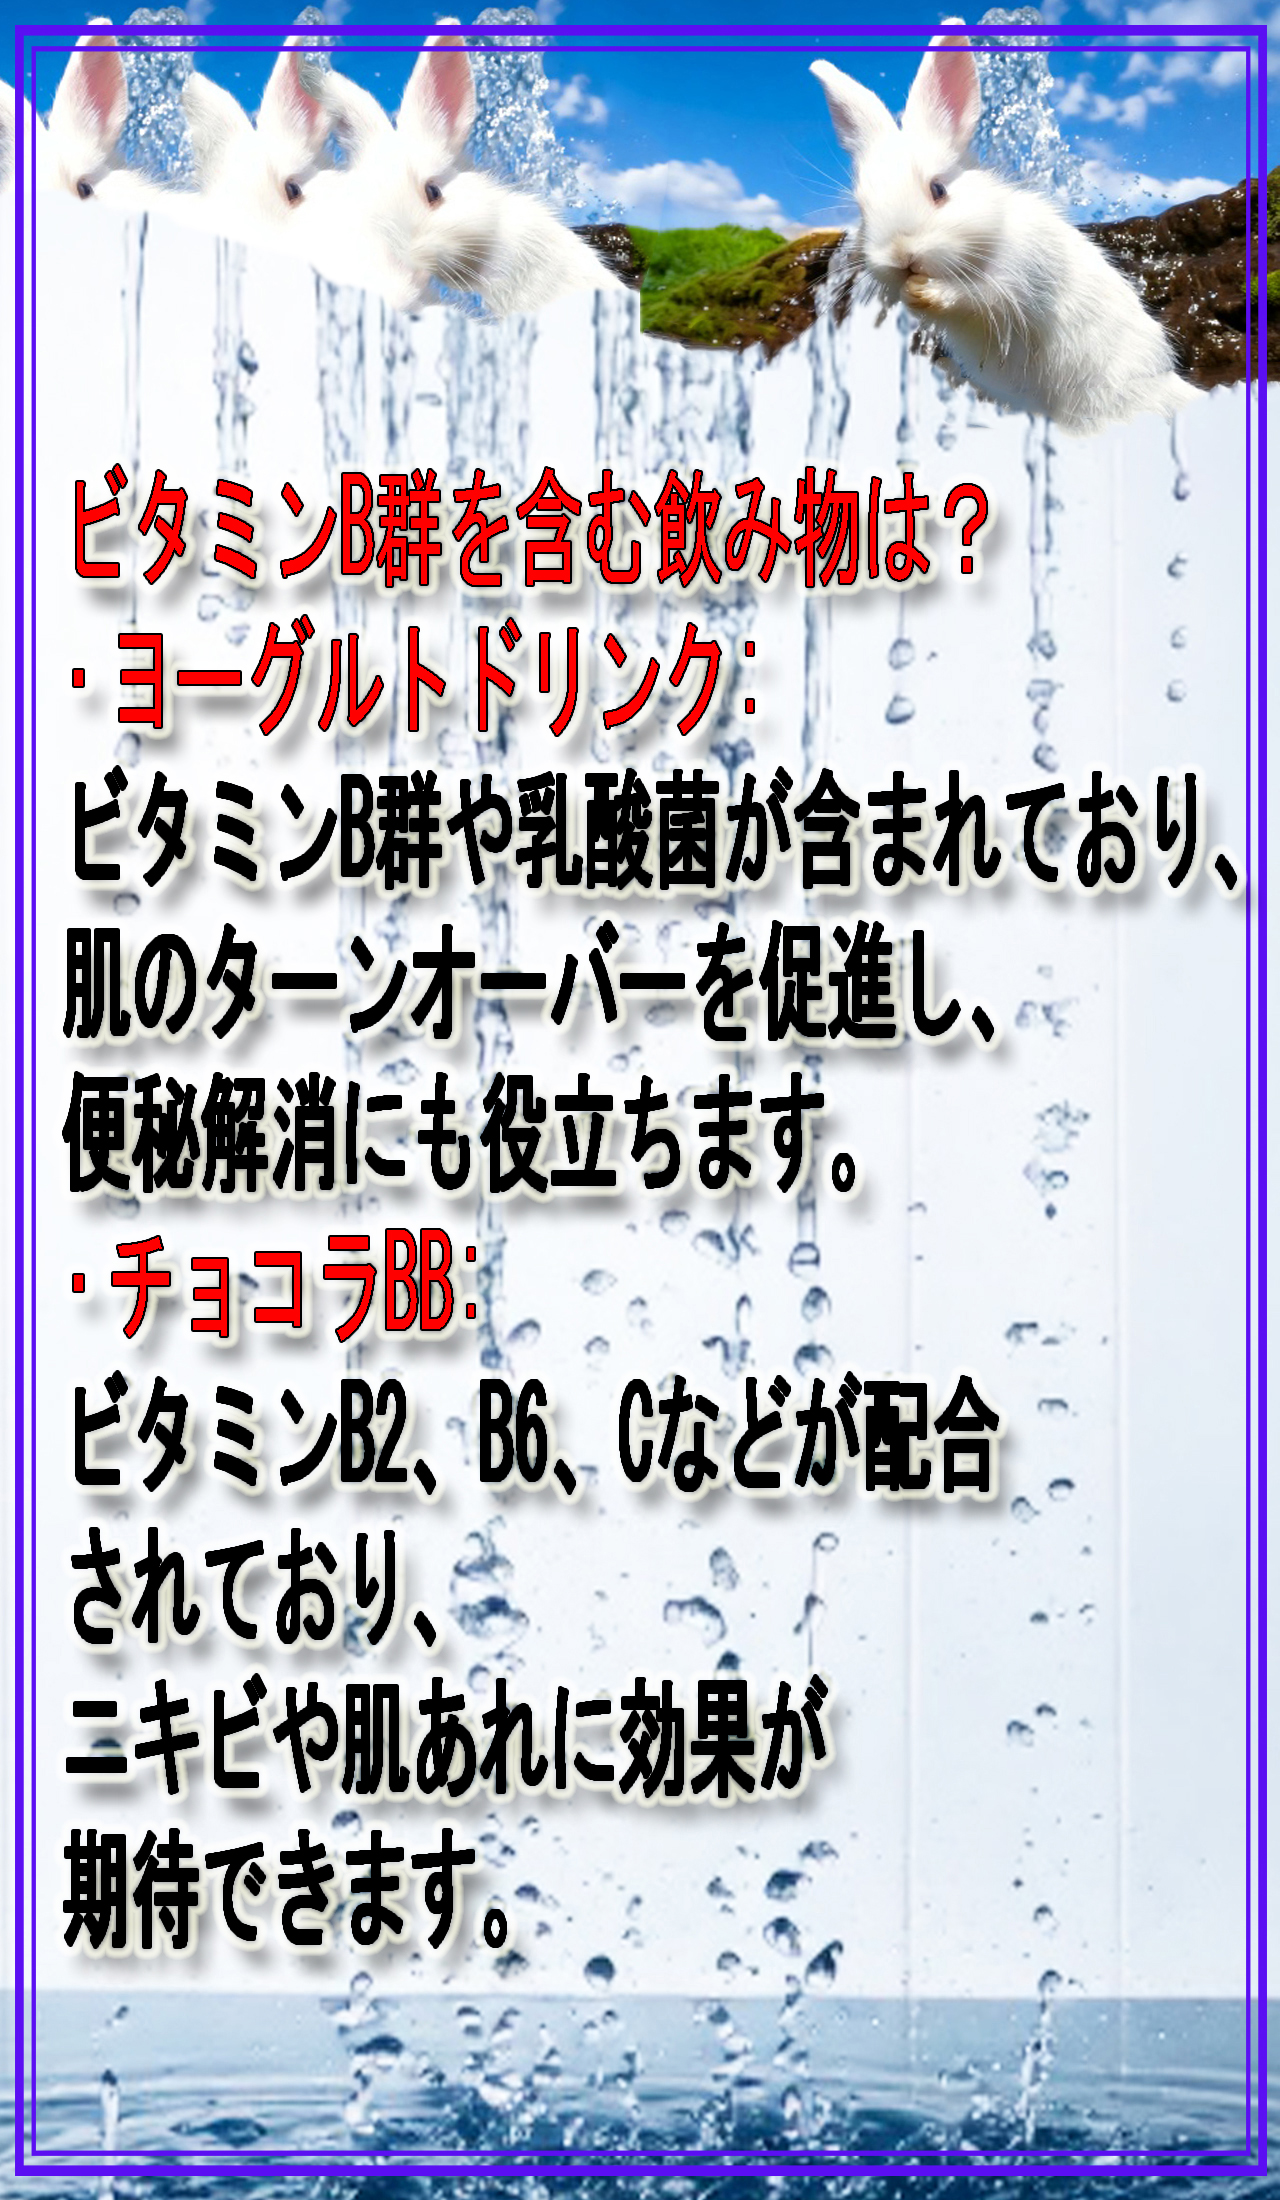 ビタミンB群を含む飲み物は？
・ヨーグルトドリンク:
ビタミンB群や乳酸菌が含まれており、
肌のターンオーバーを促進し、
便秘解消にも役立ちます。
・チョコラBB:
ビタミンB2、B6、Cなどが配合
されており、
ニキビや肌あれに効果が
期待できます。